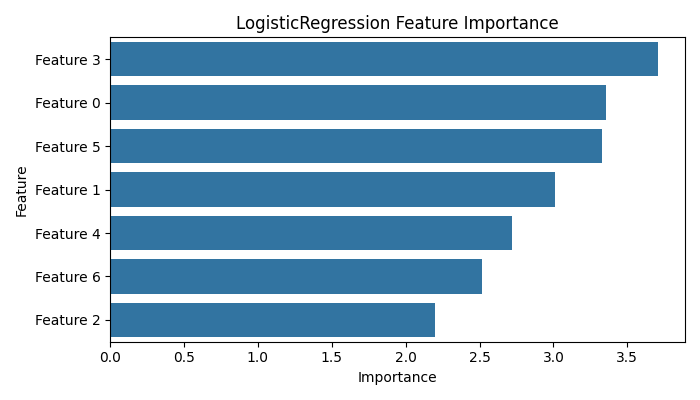 LogisticRegression Feature Importance
Feature
Feature 3
Feature 0
Feature 5
Feature 1
Feature 4
Feature 6
Feature 2
0.0 0.5 1.0 1.5 2.0 2.5 3.0 3.5
Importance